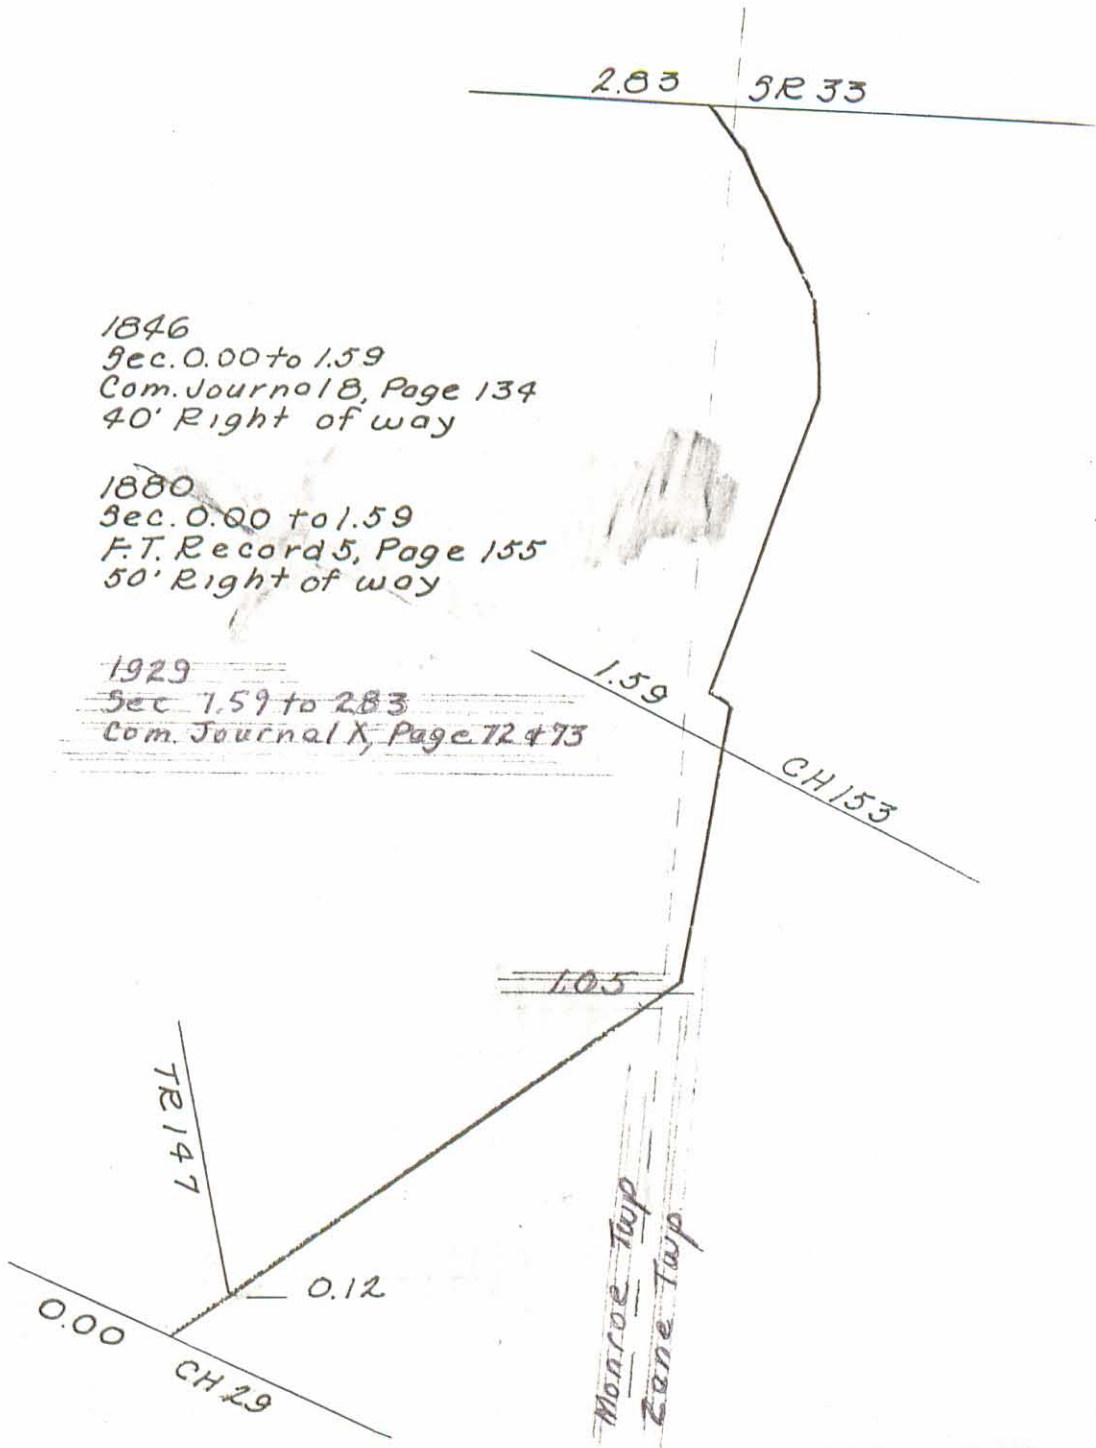 2.83 SR 33
1846
Sec. 0.00 to 1.59
Com. Journal 8, Page 134
40' Right of way
1880
Sec. 0.00 to 1.59
F.T. Record 5, Page 155
50' Right of way
1929
Sec 1.59 to 2.83
Com. Journal X, Page 72 & 73
1.59
CH 153
1.05
TR 147
0.12
0.00
CH 29
Monroe Twp
Zane Twp